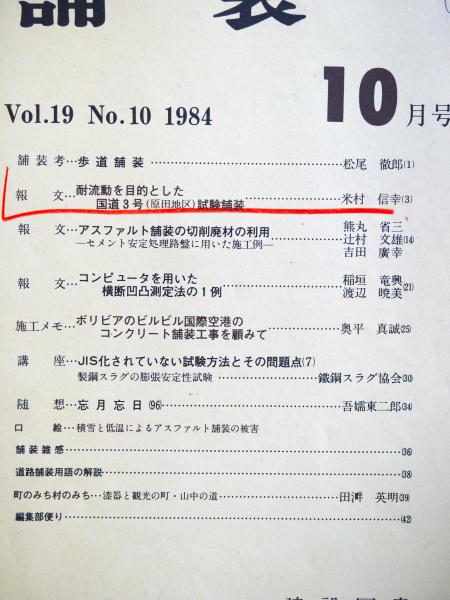 舗装
Vol.19 No.10 1984 10月号
舗装考…歩道舗装…松尾 徹郎(1)
報文…耐流動を目的とした
国道3号(原田地区)試験舗装…米村 信幸(3)
報文…アスファルト舗装の切削廃材の利用…熊丸 省三
―セメント安定処理路盤に用いた施工例―…辻村 文雄(14)
吉田 廣幸
報文…コンピュータを用いた
横断凹凸測定法の1例…稲垣 竜興
渡辺 暁美(21)
施工メモ…ボリビアのビルビル国際空港の
コンクリート舗装工事を顧みて…奥平 真誠(25)
講座…JIS化されていない試験方法とその問題点(7)
製鋼スラグの膨張安定性試験…鐵鋼スラグ協会(30)
随想…忘月忘日(96)…吾嬬東二郎(34)
口絵…積雪と低温によるアスファルト舗装の被害
舗装雑感…(36)
道路舗装用語の解説…(38)
町のみち村のみち…漆器と観光の町・山中の道…田 英明(39)
編集部便り…(42)